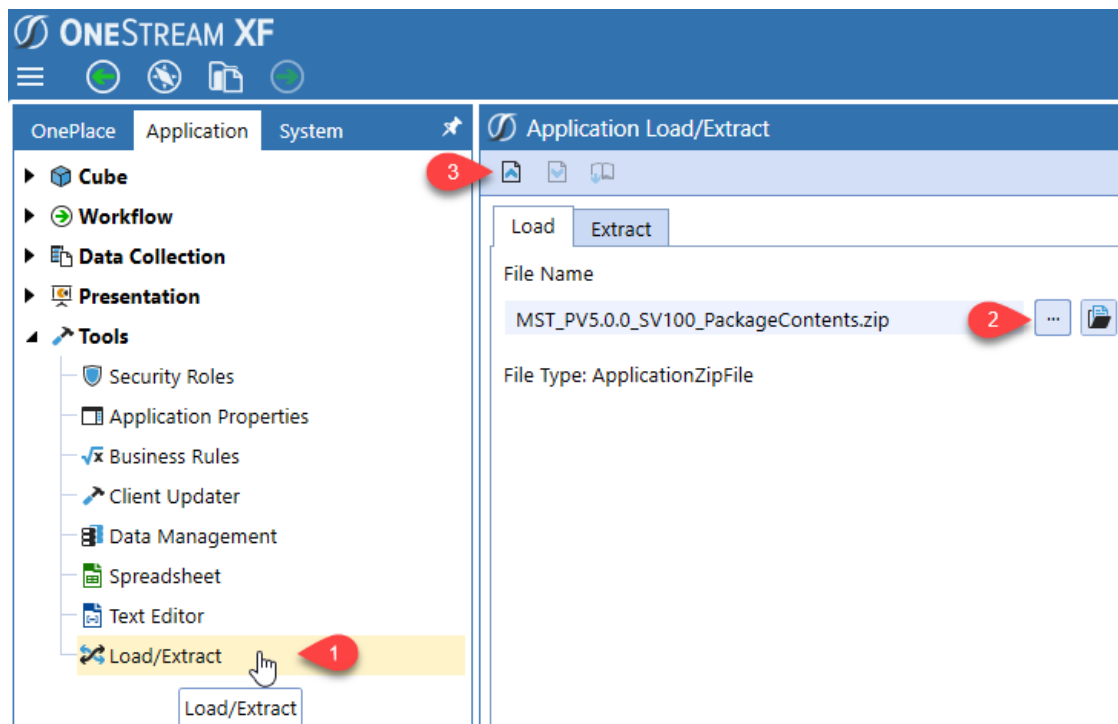 ONESTREAM XF
OnePlace Application System
Cube
Workflow
Data Collection
Presentation
Tools
Security Roles
Application Properties
Business Rules
Client Updater
Data Management
Spreadsheet
Text Editor
Load/Extract
1
Load/Extract
Application Load/Extract
3
Load Extract
File Name
MST_PV5.0.0_SV100_PackageContents.zip
2
...
File Type: ApplicationZipFile